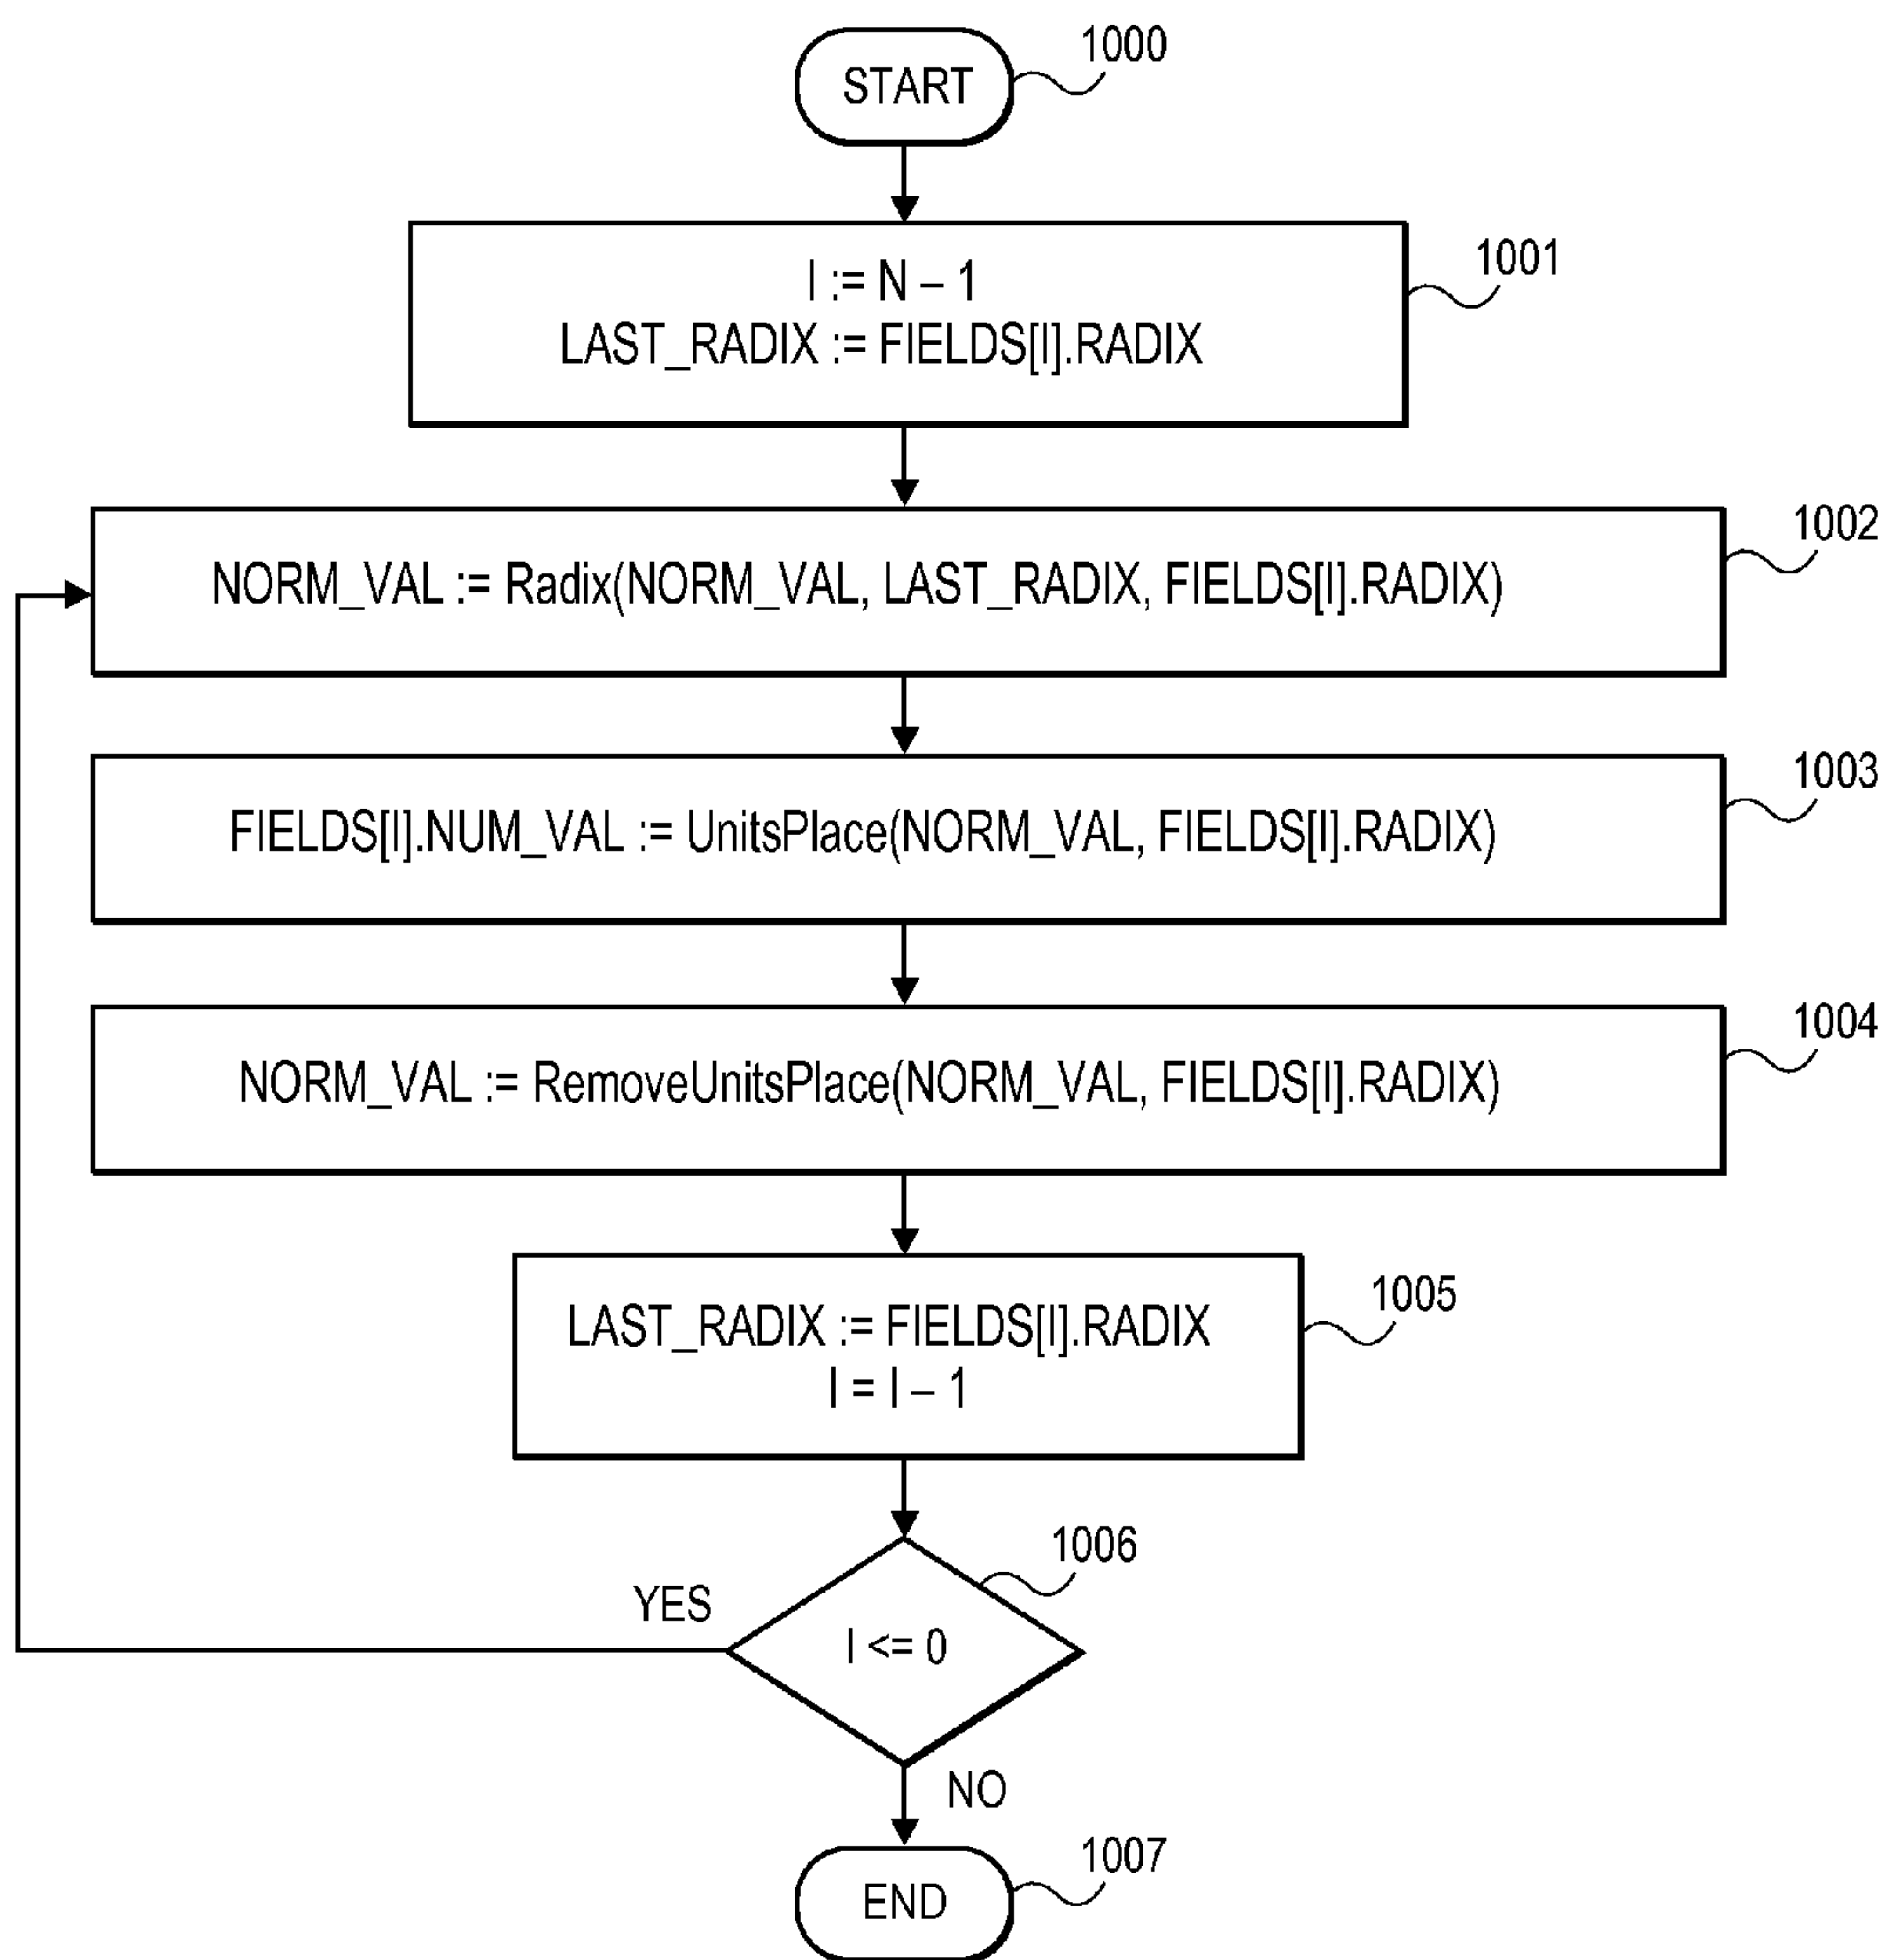 1000
START
1001
I := N – 1
LAST_RADIX := FIELDS[I].RADIX
1002
NORM_VAL := Radix(NORM_VAL, LAST_RADIX, FIELDS[I].RADIX)
1003
FIELDS[I].NUM_VAL := UnitsPlace(NORM_VAL, FIELDS[I].RADIX)
1004
NORM_VAL := RemoveUnitsPlace(NORM_VAL, FIELDS[I].RADIX)
1005
LAST_RADIX := FIELDS[I].RADIX
I = I – 1
1006
YES
I <= 0
NO
1007
END